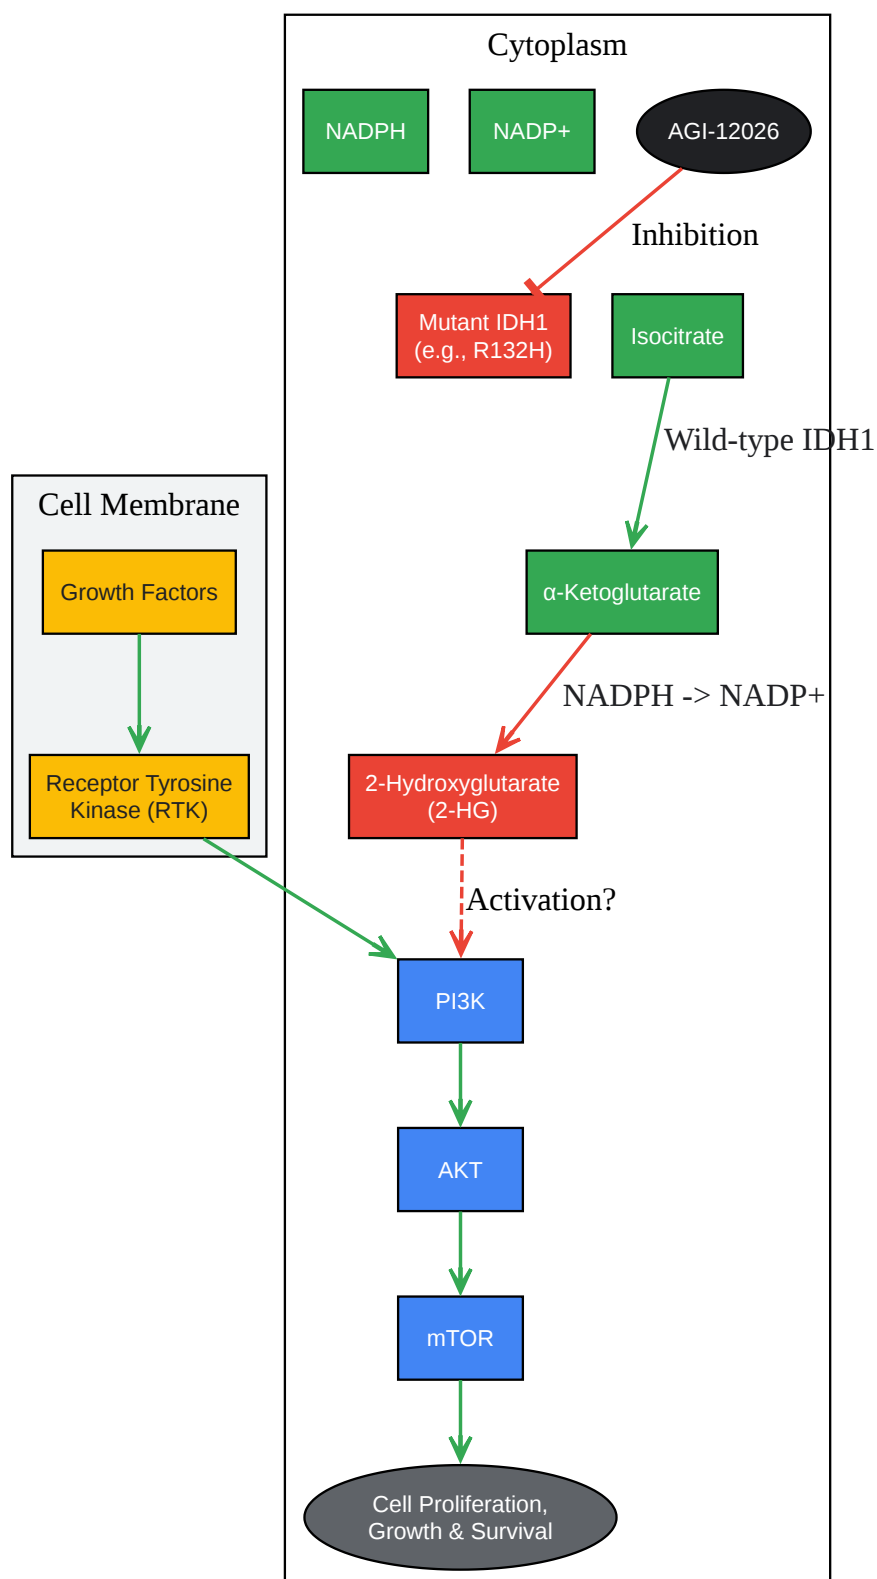 Cytoplasm
NADPH
NADP+
AGI-12026
Inhibition
Mutant IDH1
(e.g., R132H)
Isocitrate
Wild-type IDH1
Cell Membrane
Growth Factors
α-Ketoglutarate
NADPH -> NADP+
Receptor Tyrosine
Kinase (RTK)
2-Hydroxyglutarate
(2-HG)
Activation?
PI3K
AKT
mTOR
Cell Proliferation,
Growth & Survival